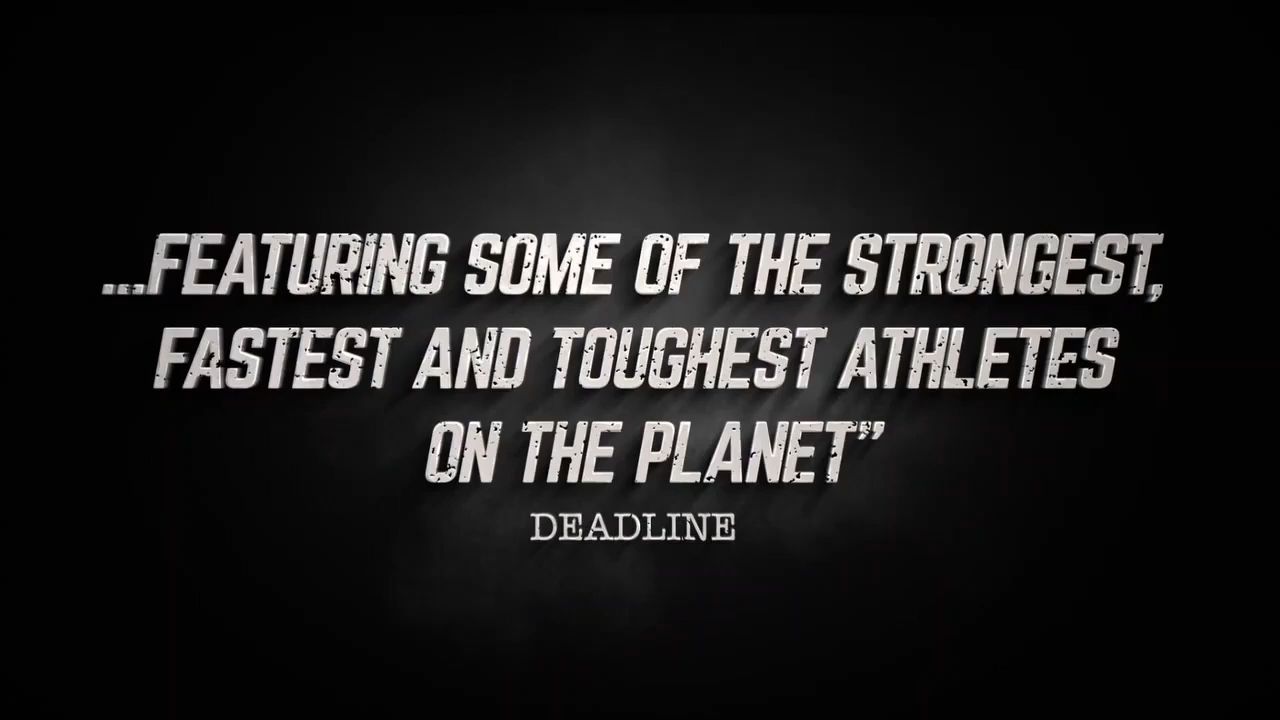 ...FEATURING SOME OF THE STRONGEST,
FASTEST AND TOUGHEST ATHLETES
ON THE PLANET”
DEADLINE